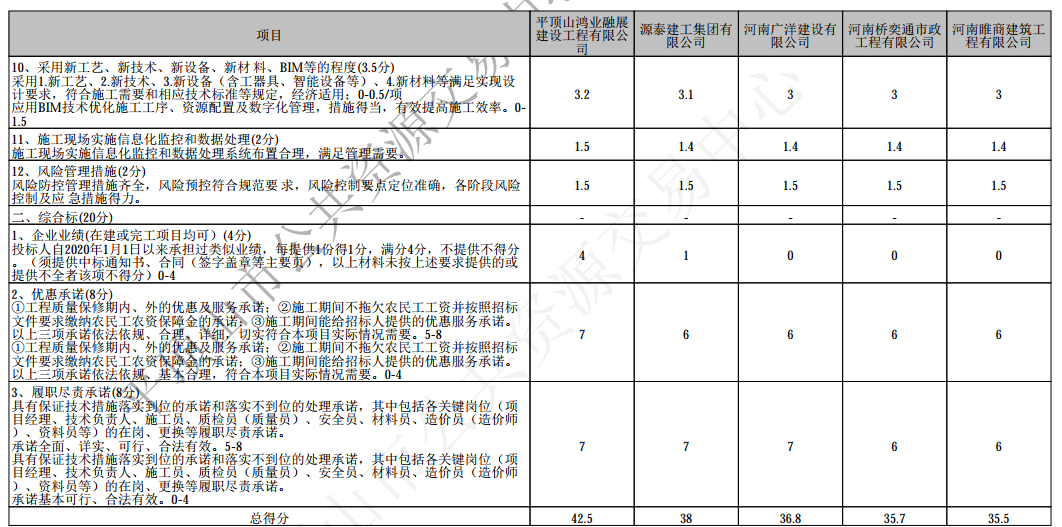 项目
平顶山鸿业融展
建设工程有限公
司
源泰建工集团有
限公司
河南广洋建设有
限公司
河南桥奕通市政
工程有限公司
河南睢商建筑工
程有限公司
10、采用新工艺、新技术、新设备、新材料、BIM等的程度(3.5分)
采用1.新工艺、2.新技术、3.新设备（含工器具、智能设备等）、4.新材料等满足实现设
计要求，符合施工需要和相应技术标准等规定，经济适用；0-0.5/项
应用BIM技术优化施工工序、资源配置及数字化管理，措施得当，有效提高施工效率。0-
1.5
3.2
3.1
3
3
3
11、施工现场实施信息化监控和数据处理(2分)
施工现场实施信息化监控和数据处理系统布置合理，满足管理需要。
1.5
1.4
1.4
1.4
1.4
12、风险管理措施(2分)
风险防控管理措施齐全，风险预控符合规范要求，风险控制要点定位准确，各阶段风险
控制及应急措施得力。
1.5
1.5
1.5
1.5
1.5
二、综合标(20分)
-
-
-
-
-
1、企业业绩(在建或完工项目均可）(4分)
投标人自2020年1月1日以来承担过类似业绩，每提供1份得1分，满分4分，不提供不得分
。（须提供中标通知书、合同（签字盖章等主要页），以上材料未按上述要求提供的或
提供不全者该项不得分）0-4
4
1
0
0
0
2、优惠承诺(8分)
①工程质量保修期内、外的优惠及服务承诺；②施工期间不拖欠农民工工资并按照招标
文件要求缴纳农民工农资保障金的承诺；③施工期间能给招标人提供的优惠服务承诺。
以上三项承诺依法依规、合理、详细，切实符合本项目实际情况需要。5-8
①工程质量保修期内、外的优惠及服务承诺；②施工期间不拖欠农民工工资并按照招标
文件要求缴纳农民工农资保障金的承诺；③施工期间能给招标人提供的优惠服务承诺。
以上三项承诺依法依规、基本合理，符合本项目实际情况需要。0-4
7
6
6
6
6
3、履职尽责承诺(8分)
具有保证技术措施落实到位的承诺和落实不到位的处理承诺，其中包括各关键岗位（项
目经理、技术负责人、施工员、质检员（质量员）、安全员、材料员、造价员（造价师
）、资料员等）的在岗、更换等履职尽责承诺。
承诺全面、详实、可行、合法有效。5-8
具有保证技术措施落实到位的承诺和落实不到位的处理承诺，其中包括各关键岗位（项
目经理、技术负责人、施工员、质检员（质量员）、安全员、材料员、造价员（造价师
）、资料员等）的在岗、更换等履职尽责承诺。
承诺基本可行、合法有效。0-4
7
7
7
6
6
总得分
42.5
38
36.8
35.7
35.5
平顶山市公共资源交易中心
山市公共资源交易中心